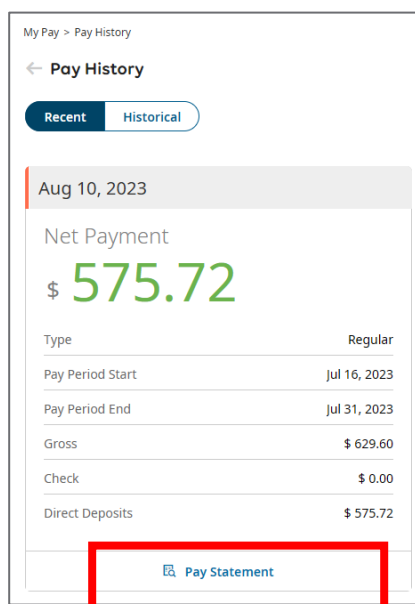 My Pay > Pay History
← Pay History
Recent Historical
Aug 10, 2023
Net Payment
$ 575.72
Type Regular
Pay Period Start Jul 16, 2023
Pay Period End Jul 31, 2023
Gross $ 629.60
Check $ 0.00
Direct Deposits $ 575.72
Pay Statement